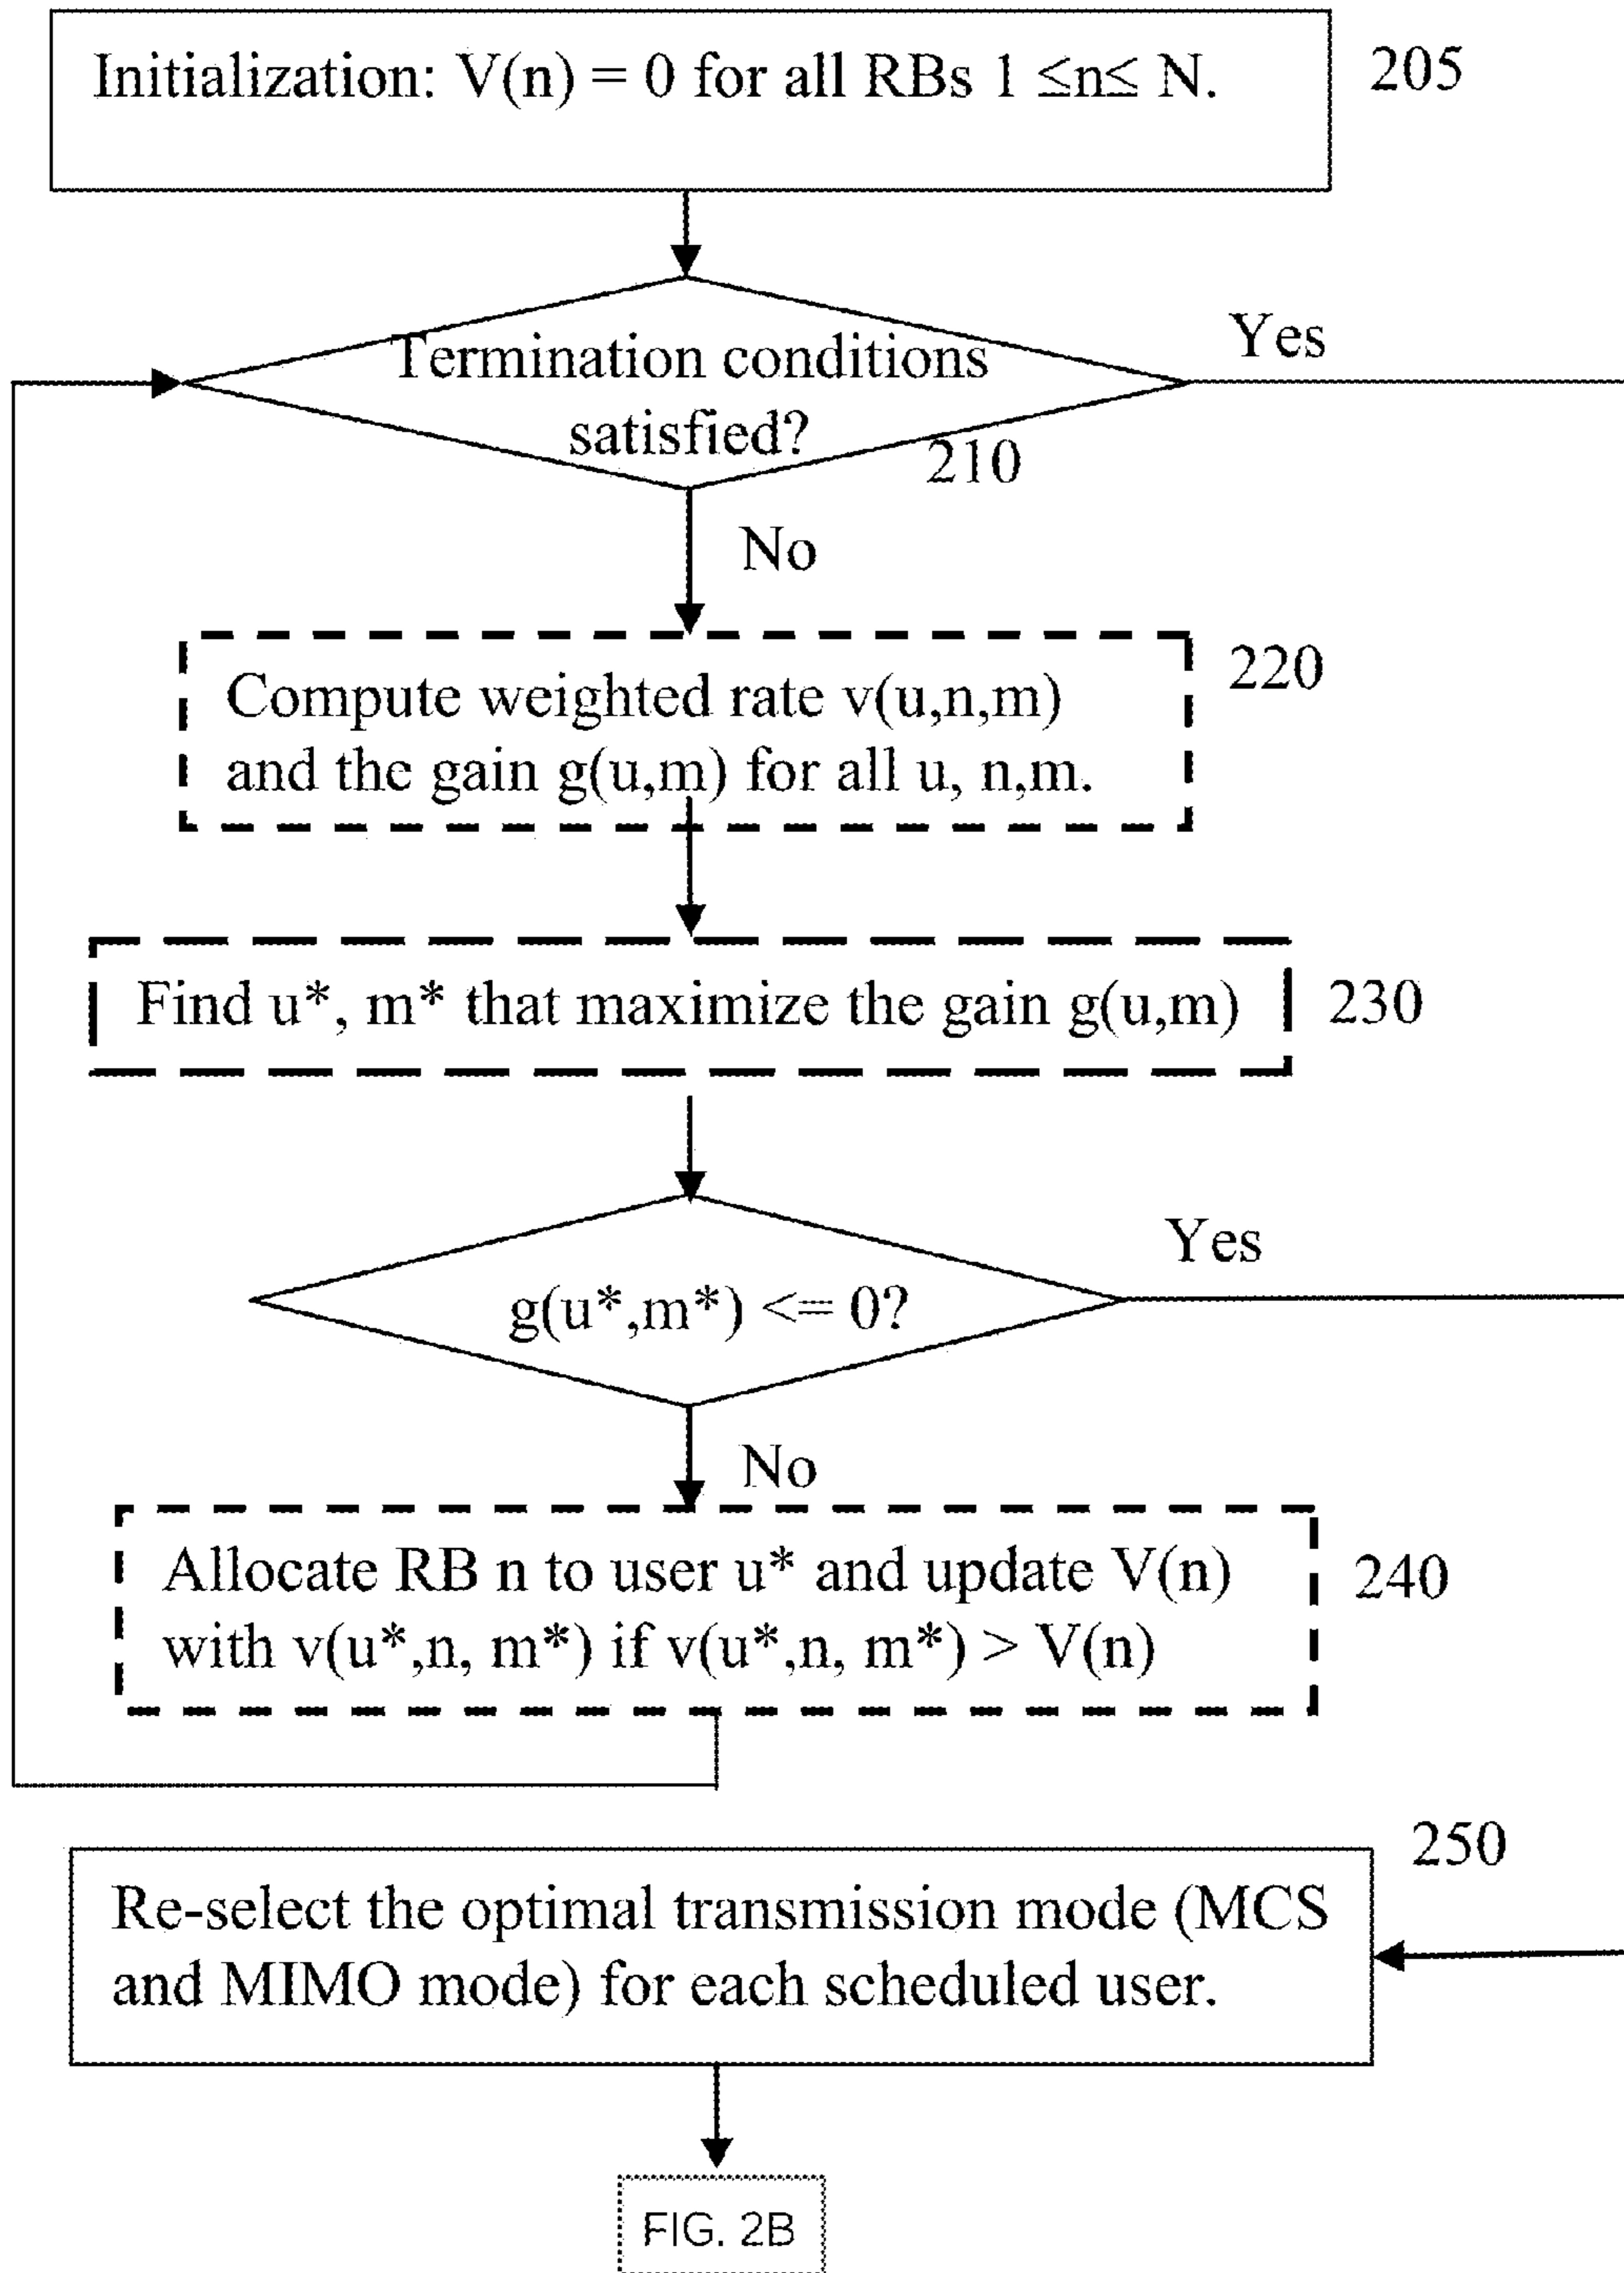 Initialization: V(n) = 0 for all RBs 1 ≤n≤ N.
205
Termination conditions
satisfied?
210
Yes
No
Compute weighted rate v(u,n,m)
and the gain g(u,m) for all u, n,m.
220
Find u*, m* that maximize the gain g(u,m)
230
g(u*,m*) <= 0?
Yes
No
Allocate RB n to user u* and update V(n)
with v(u*,n, m*) if v(u*,n, m*) > V(n)
240
Re-select the optimal transmission mode (MCS
and MIMO mode) for each scheduled user.
250
FIG. 2B